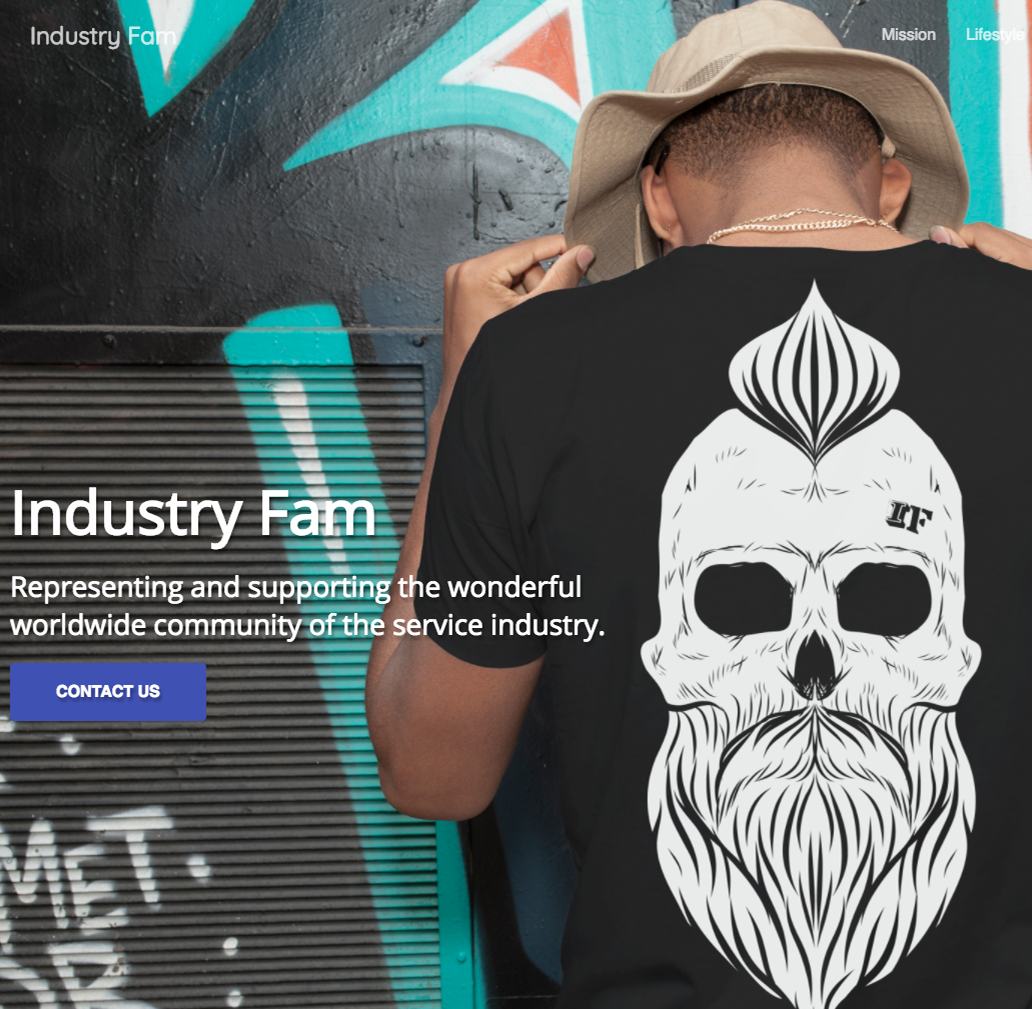 Industry Fam
Mission Lifestyle
IF
Industry Fam
Representing and supporting the wonderful
worldwide community of the service industry.
CONTACT US
MET